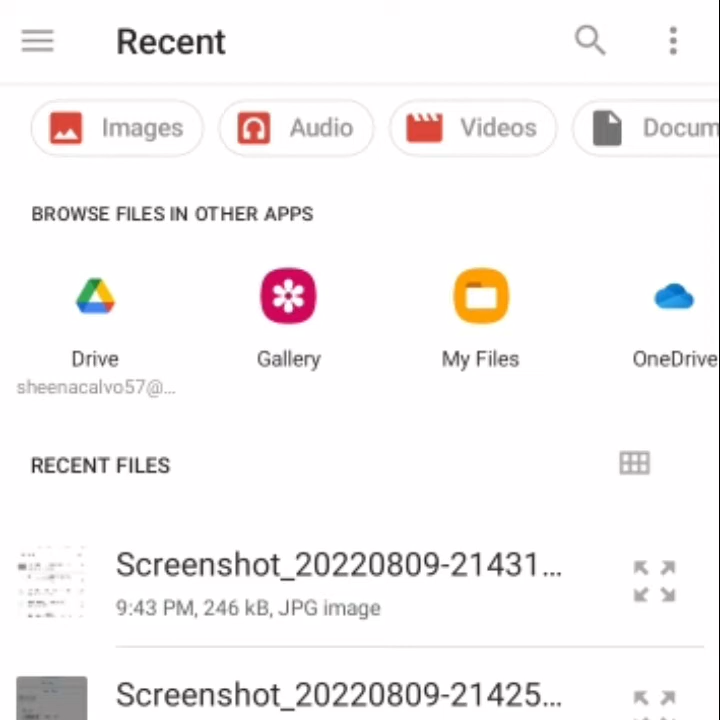 Recent
Images Audio Videos Docum
BROWSE FILES IN OTHER APPS
Drive Gallery My Files OneDrive
sheenacalvo57@...
RECENT FILES
Screenshot_20220809-21431...
9:43 PM, 246 kB, JPG image
Screenshot_20220809-21425...